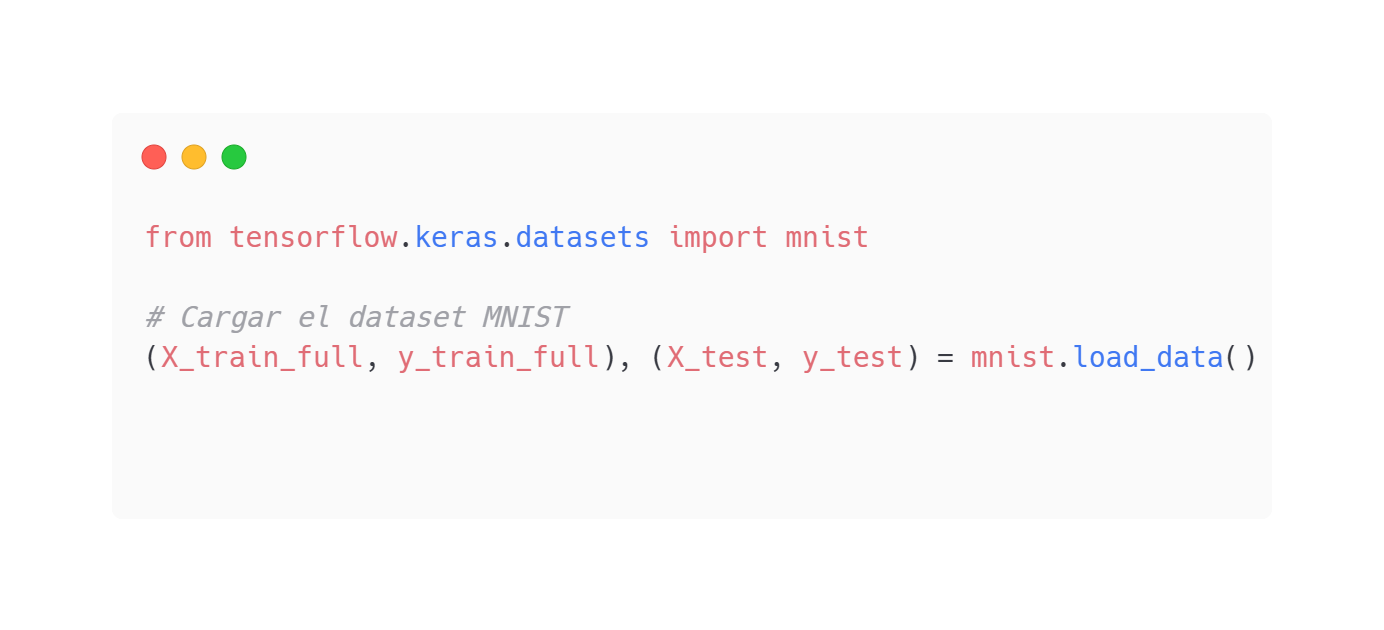 from tensorflow.keras.datasets import mnist
# Cargar el dataset MNIST
(X_train_full, y_train_full), (X_test, y_test) = mnist.load_data()